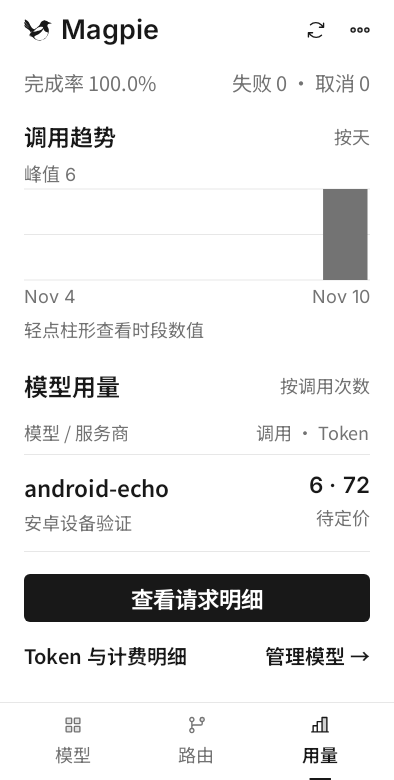 Magpie
完成率 100.0%
失败 0 · 取消 0
调用趋势
按天
峰值 6
Nov 4
Nov 10
轻点柱形查看时段数值
模型用量
按调用次数
模型 / 服务商
调用 · Token
android-echo
6 · 72
安卓设备验证
待定价
查看请求明细
Token 与计费明细
管理模型 →
模型
路由
用量